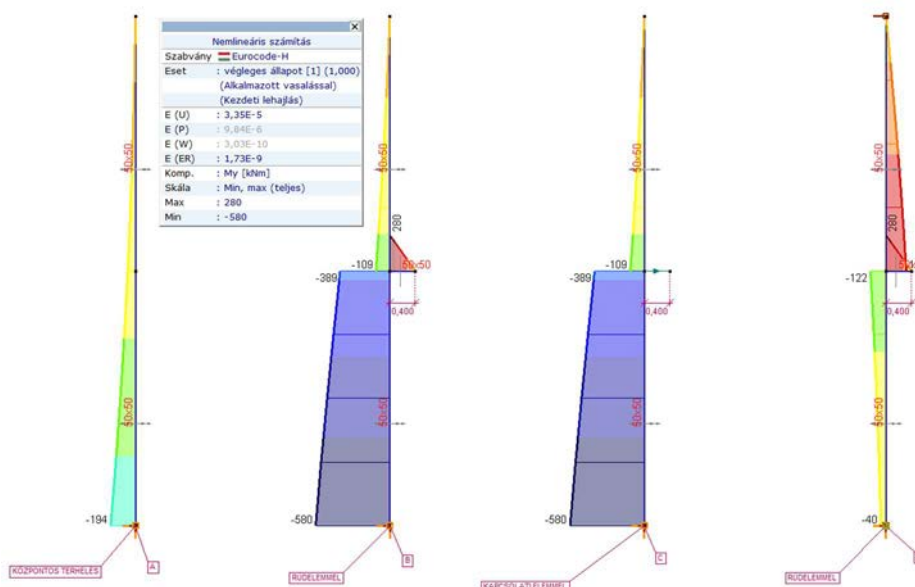 Nemlineáris számítás
Szabvány Eurocode-H
Eset : végleges állapot [1] (1,000)
(Alkalmazott vasalással)
(Kezdeti lehajlás)
E (U) : 3,35E-5
E (P) : 9,84E-6
E (W) : 3,03E-10
E (ER) : 1,73E-9
Komp. : My [kNm]
Skála : Min, max (teljes)
Max : 280
Min : -580
50x50
50x50
50x50
50x50
280
-109
50x50
-389
0,400
-109
-389
0,400
-122
50x50
50x50
50x50
50x50
-194
-580
-580
-40
KÖZPONTOS TERHELÉS
A
RÚDELEMMEL
B
KAPCSOLATI ELEMMEL
C
RÚDELEMMEL